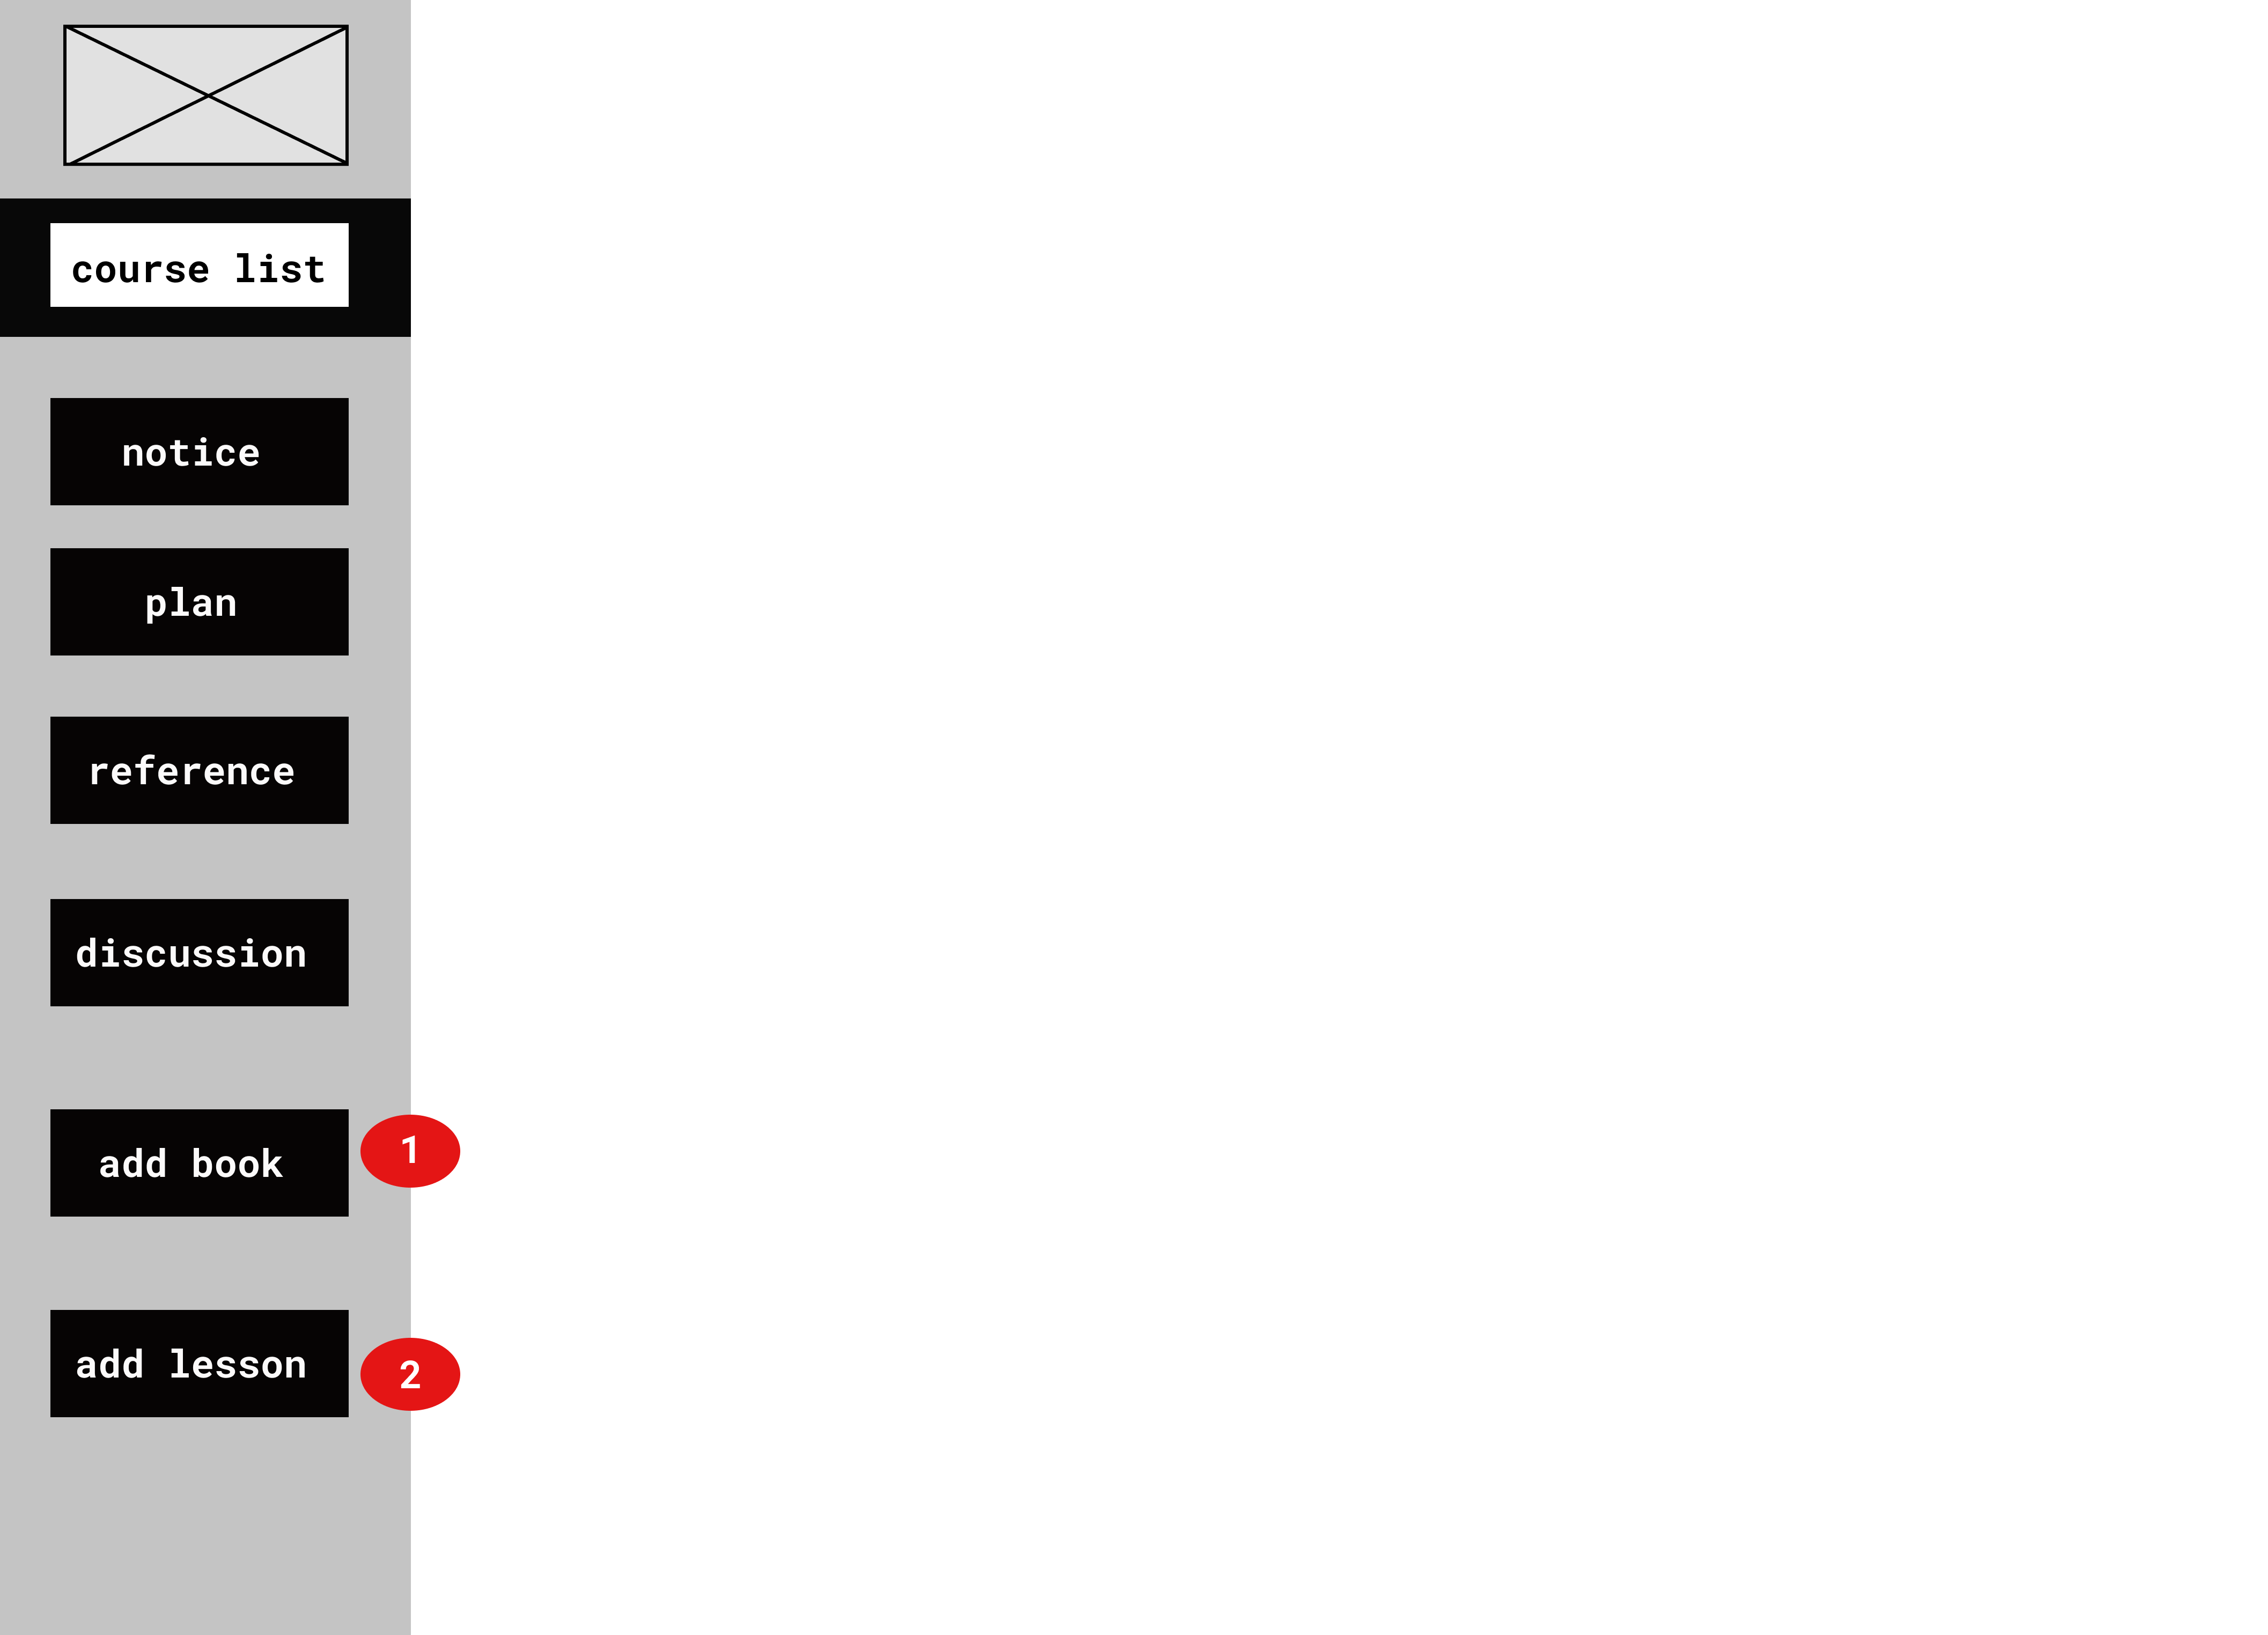 course list
notice
plan
reference
discussion
add book
1
add lesson
2